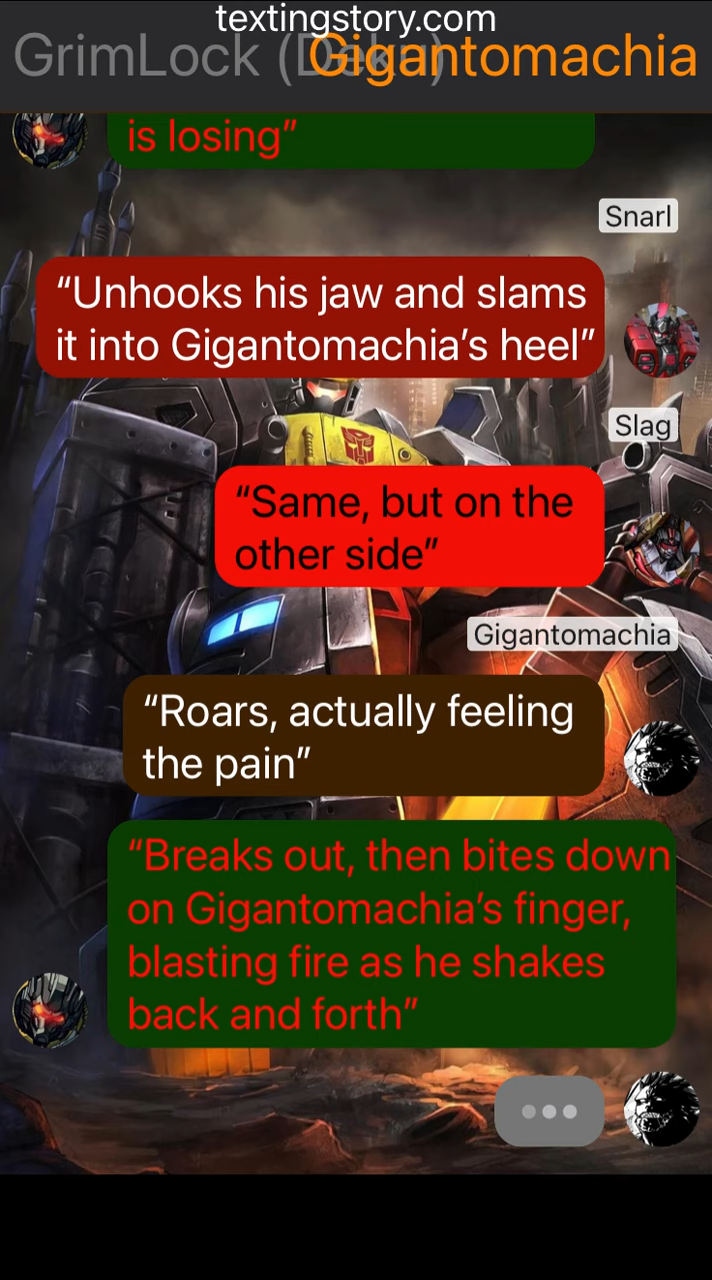 textingstory.com
GrimLock (Deku)
Gigantomachia
is losing”
Snarl
“Unhooks his jaw and slams
it into Gigantomachia’s heel”
Slag
“Same, but on the
other side”
Gigantomachia
“Roars, actually feeling
the pain”
“Breaks out, then bites down
on Gigantomachia’s finger,
blasting fire as he shakes
back and forth”